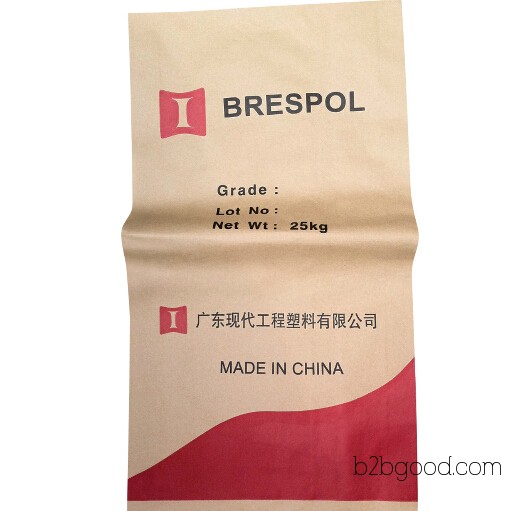 I BRESPOL
Grade :
Lot No :
Net Wt : 25kg
I 广东现代工程塑料有限公司
MADE IN CHINA
b2bgood.com